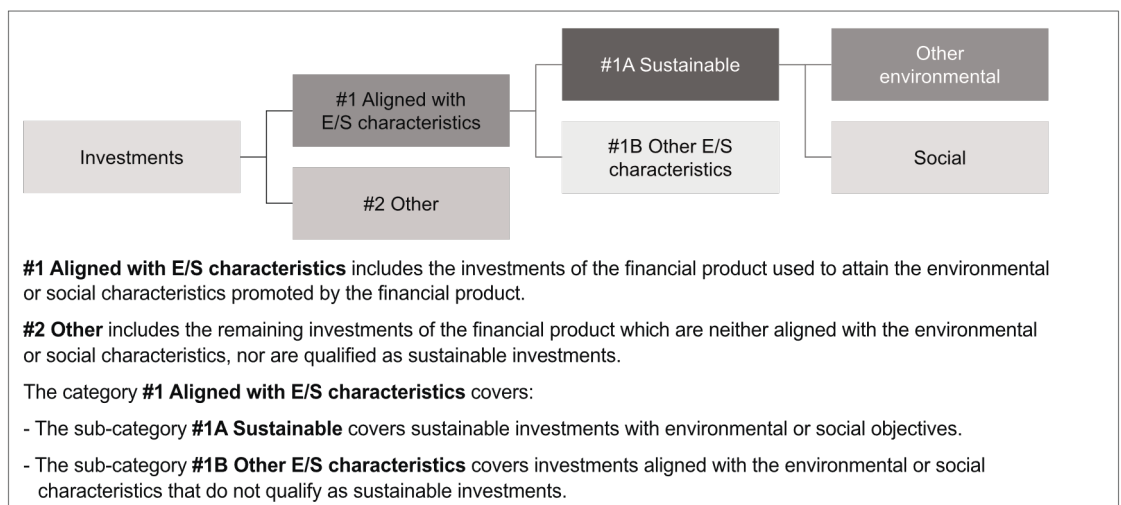 #1A Sustainable
Other
environmental
#1 Aligned with
E/S characteristics
Investments
#1B Other E/S
characteristics
Social
#2 Other
#1 Aligned with E/S characteristics includes the investments of the financial product used to attain the environmental
or social characteristics promoted by the financial product.
#2 Other includes the remaining investments of the financial product which are neither aligned with the environmental
or social characteristics, nor are qualified as sustainable investments.
The category #1 Aligned with E/S characteristics covers:
- The sub-category #1A Sustainable covers sustainable investments with environmental or social objectives.
- The sub-category #1B Other E/S characteristics covers investments aligned with the environmental or social
characteristics that do not qualify as sustainable investments.